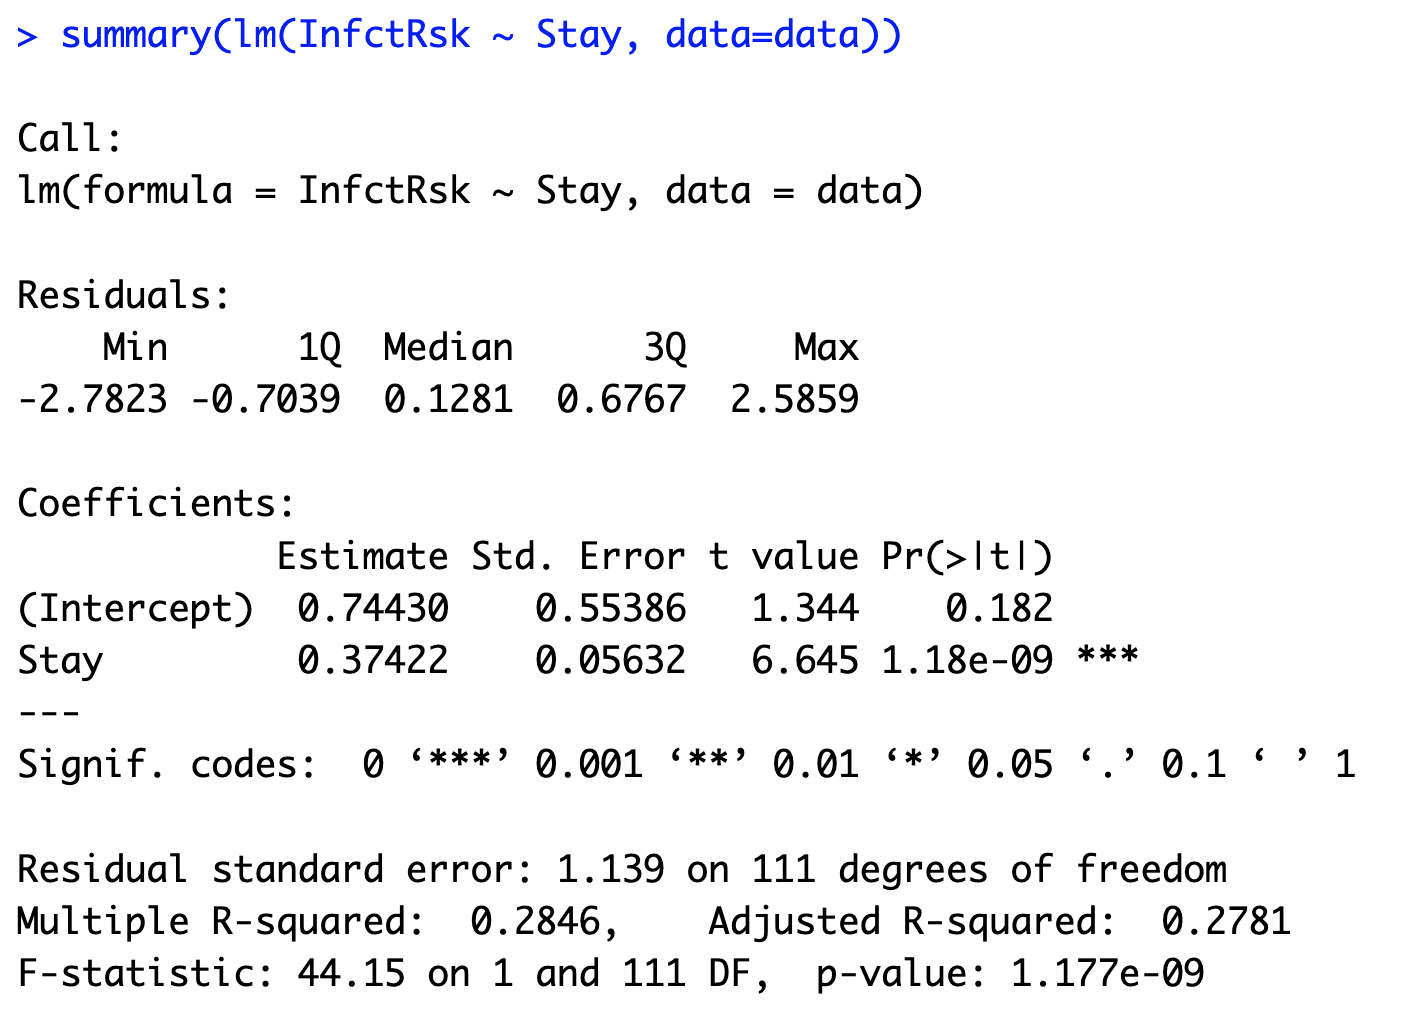 > summary(lm(InfctRsk ~ Stay, data=data))
Call:
lm(formula = InfctRsk ~ Stay, data = data)
Residuals:
    Min      1Q  Median      3Q     Max
-2.7823 -0.7039  0.1281  0.6767  2.5859
Coefficients:
            Estimate Std. Error t value Pr(>|t|)
(Intercept)  0.74430    0.55386   1.344    0.182
Stay         0.37422    0.05632   6.645 1.18e-09 ***
---
Signif. codes:  0 ‘***’ 0.001 ‘**’ 0.01 ‘*’ 0.05 ‘.’ 0.1 ‘ ’ 1
Residual standard error: 1.139 on 111 degrees of freedom
Multiple R-squared:  0.2846,    Adjusted R-squared:  0.2781
F-statistic: 44.15 on 1 and 111 DF,  p-value: 1.177e-09